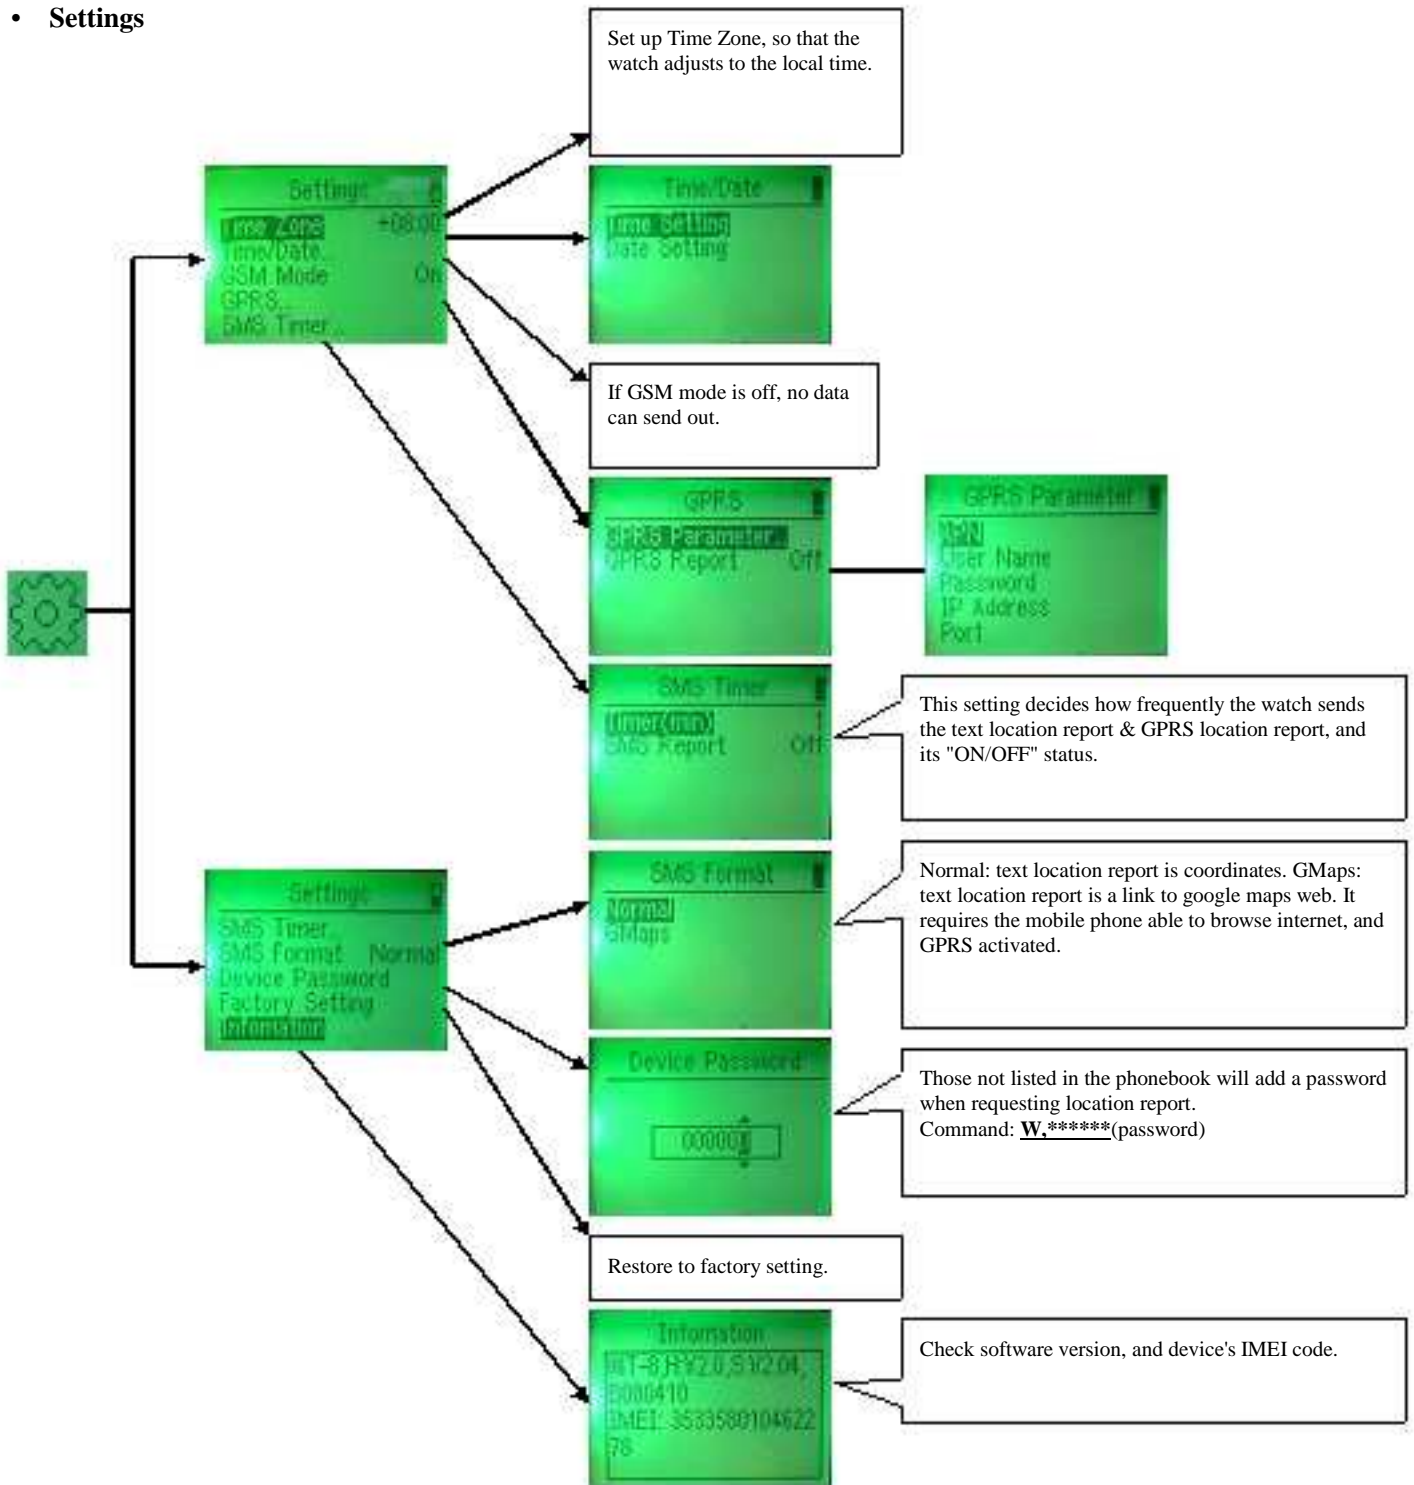 • Settings
Set up Time Zone, so that the
watch adjusts to the local time.
Settings
Time Zone +08:00
Time/Date..
GSM Mode On
GPRS..
SMS Timer..
Time/Date
Time Setting
Date Setting
If GSM mode is off, no data
can send out.
GPRS
GPRS Parameter..
GPRS Report Off
GPRS Parameter
APN
User Name
Password
IP Address
Port
SMS Timer
Timer(min)
SMS Report Off
This setting decides how frequently the watch sends
the text location report & GPRS location report, and
its "ON/OFF" status.
Settings
SMS Timer..
SMS Format Normal
Device Password
Factory Setting
Infomation
SMS Format
Normal
GMaps
Normal: text location report is coordinates. GMaps:
text location report is a link to google maps web. It
requires the mobile phone able to browse internet, and
GPRS activated.
Device Password
Those not listed in the phonebook will add a password
when requesting location report.
Command: W,******(password)
Restore to factory setting.
Infomation
IMEI: 3533580104622
78
Check software version, and device's IMEI code.